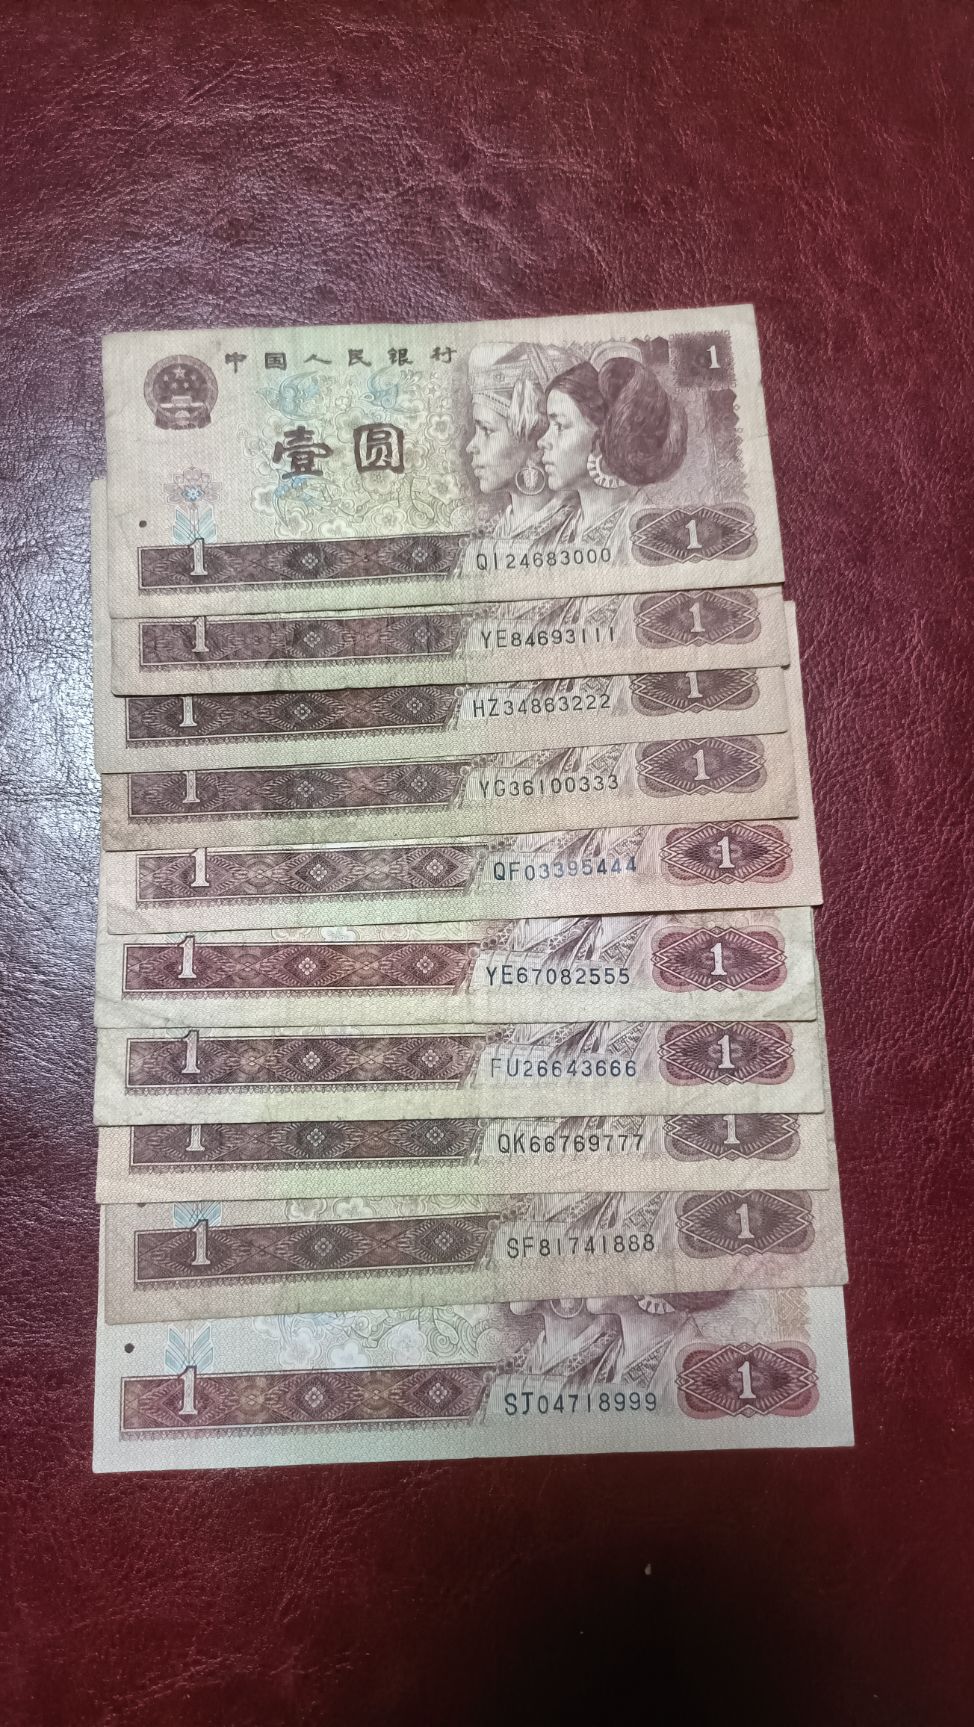 中国人民银行
1
壹圆
1 QI24683000 1
1 YE84693111 1
1 HZ34863222 1
1 YG36100333 1
1 QF03395444 1
1 YE67082555 1
1 FU26643666 1
1 QK66769777 1
1 SF81741888 1
1 SJ04718999 1